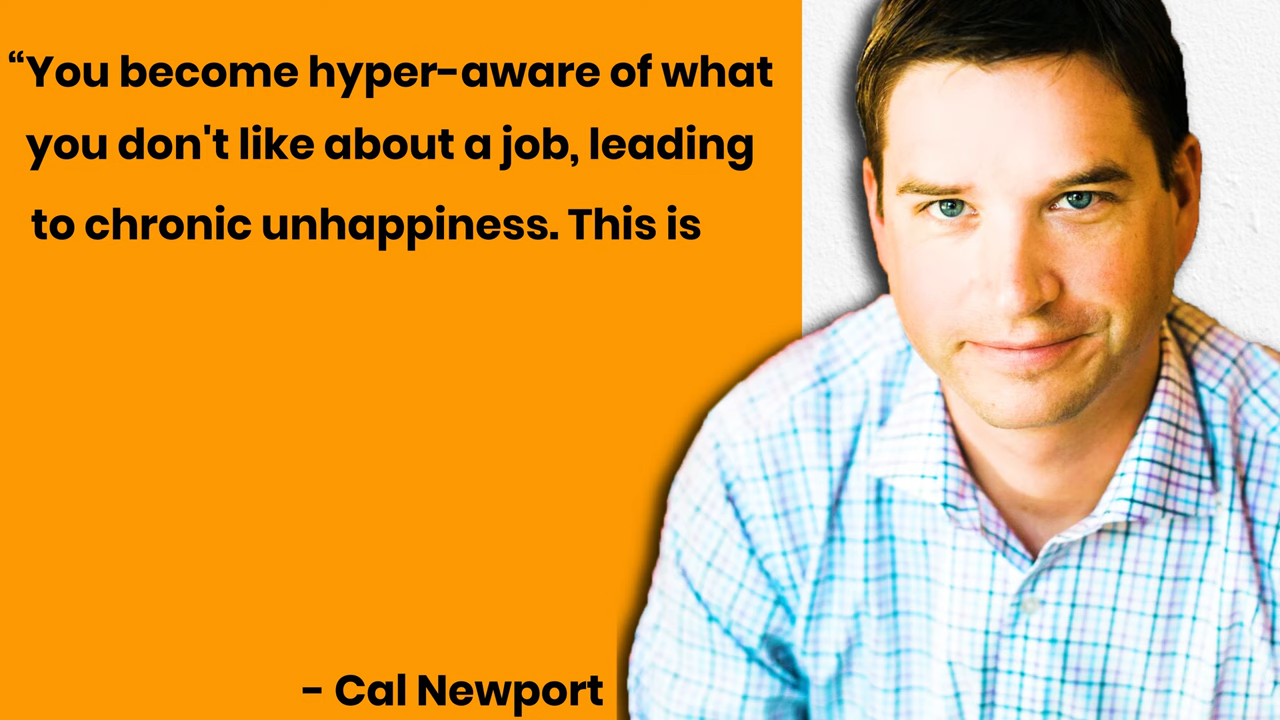 “You become hyper-aware of what
you don't like about a job, leading
to chronic unhappiness. This is
- Cal Newport